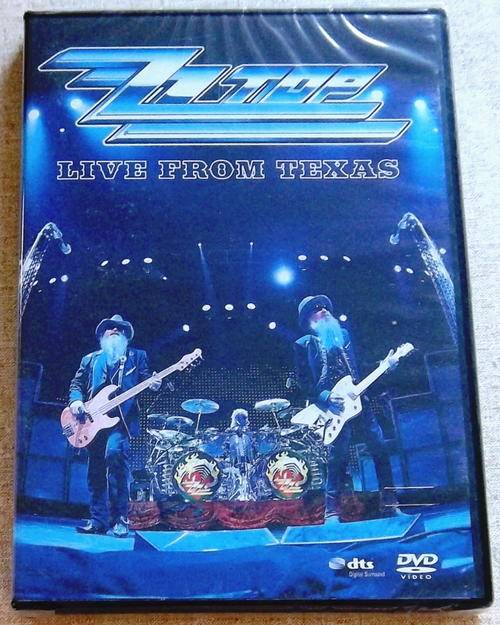 ZZ TOP
LIVE FROM TEXAS
dts
Digital Surround
DVD
VIDEO